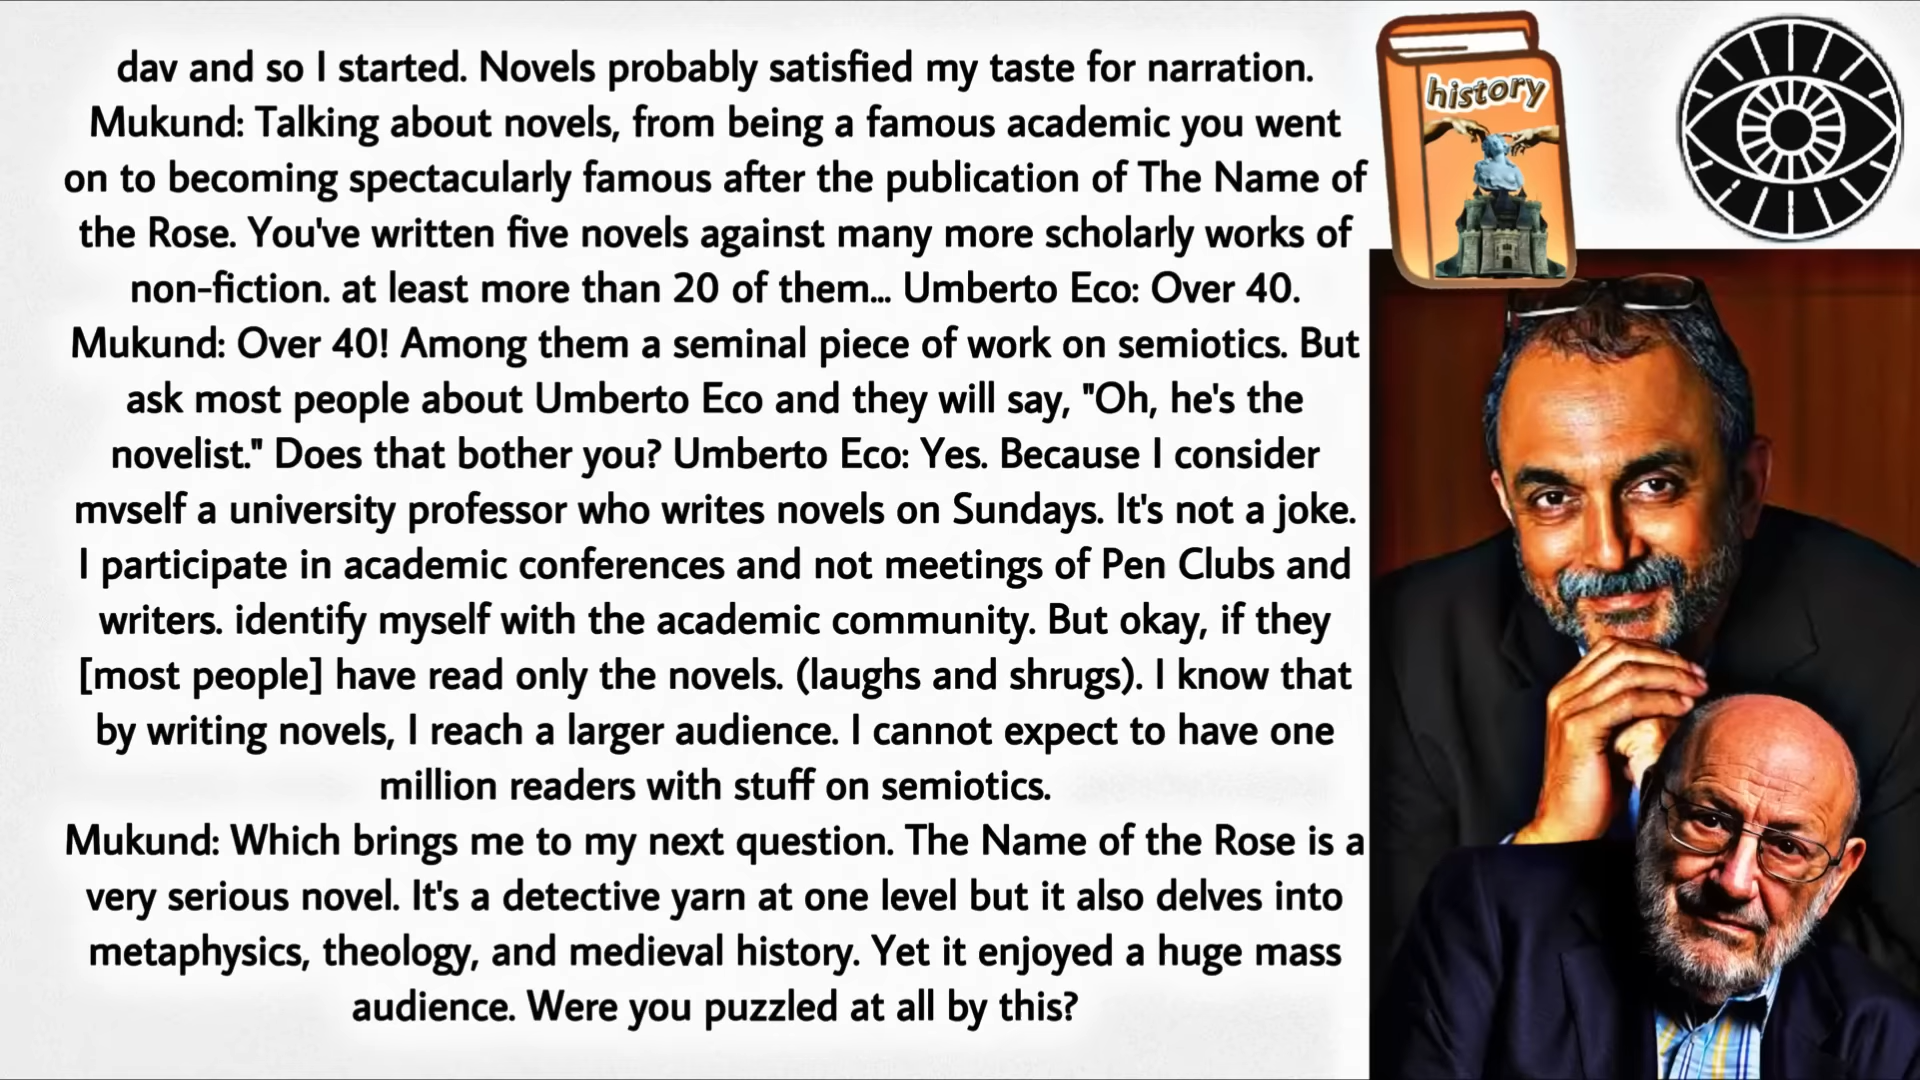 dav and so I started. Novels probably satisfied my taste for narration.
Mukund: Talking about novels, from being a famous academic you went
on to becoming spectacularly famous after the publication of The Name of
the Rose. You've written five novels against many more scholarly works of
non-fiction. at least more than 20 of them... Umberto Eco: Over 40.
Mukund: Over 40! Among them a seminal piece of work on semiotics. But
ask most people about Umberto Eco and they will say, "Oh, he's the
novelist." Does that bother you? Umberto Eco: Yes. Because I consider
mvself a university professor who writes novels on Sundays. It's not a joke.
I participate in academic conferences and not meetings of Pen Clubs and
writers. identify myself with the academic community. But okay, if they
[most people] have read only the novels. (laughs and shrugs). I know that
by writing novels, I reach a larger audience. I cannot expect to have one
million readers with stuff on semiotics.
Mukund: Which brings me to my next question. The Name of the Rose is a
very serious novel. It's a detective yarn at one level but it also delves into
metaphysics, theology, and medieval history. Yet it enjoyed a huge mass
audience. Were you puzzled at all by this?
history